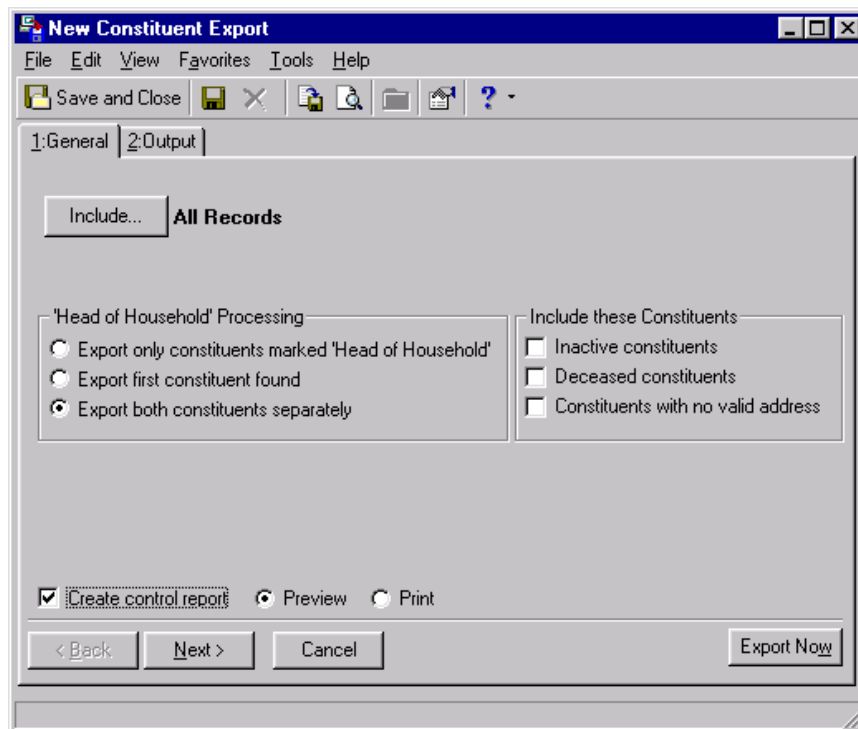 New Constituent Export
File Edit View Favorites Tools Help
Save and Close ?
1:General 2:Output
Include... All Records
'Head of Household' Processing
Export only constituents marked 'Head of Household'
Export first constituent found
Export both constituents separately
Include these Constituents
Inactive constituents
Deceased constituents
Constituents with no valid address
Create control report Preview Print
< Back Next > Cancel Export Now